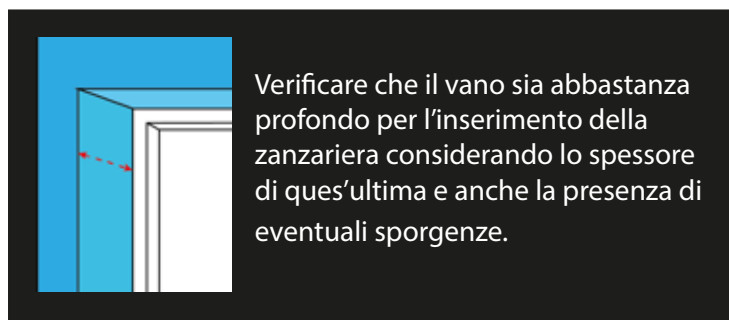 Verificare che il vano sia abbastanza
profondo per l’inserimento della
zanzariera considerando lo spessore
di ques’ultima e anche la presenza di
eventuali sporgenze.